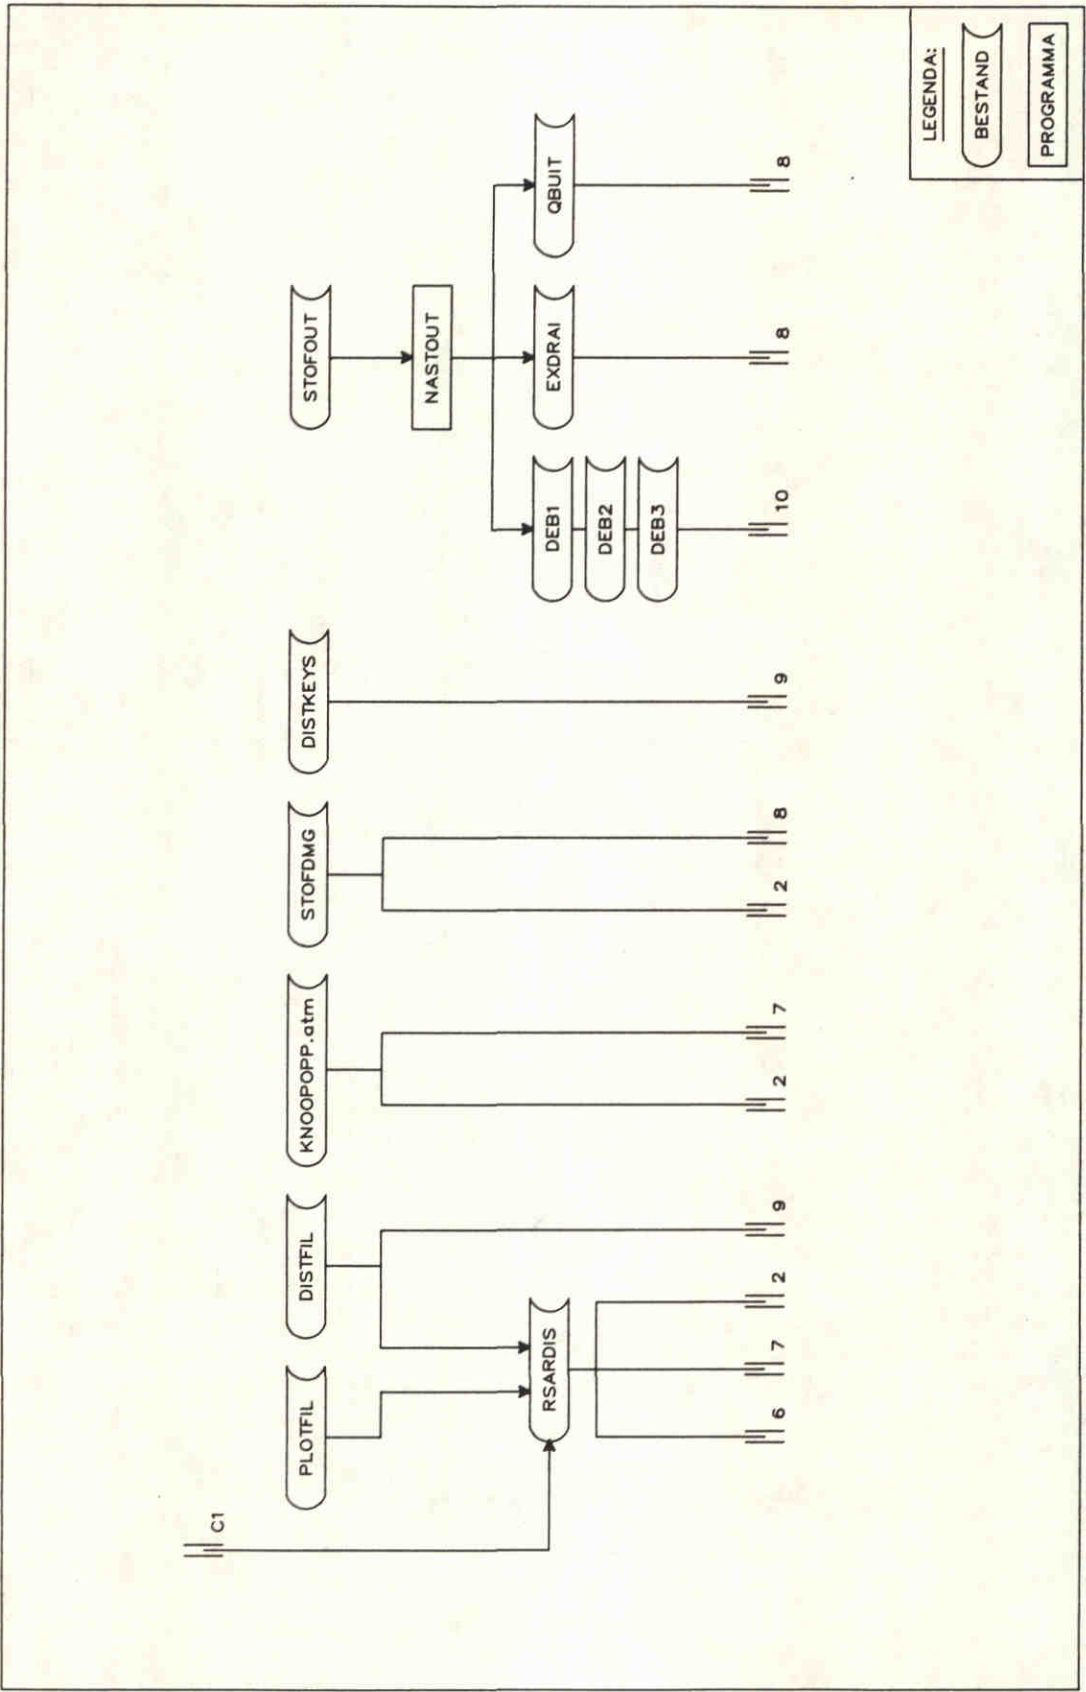 C1
PLOTFIL
DISTFIL
KNOOPOPP.atm
STOFDMG
DISTKEYS
STOFOUT
NASTOUT
RSARDIS
DEB1
EXDRAI
QBUIT
DEB2
DEB3
6
7
2
9
2
7
2
8
9
10
8
8
LEGENDA:
BESTAND
PROGRAMMA